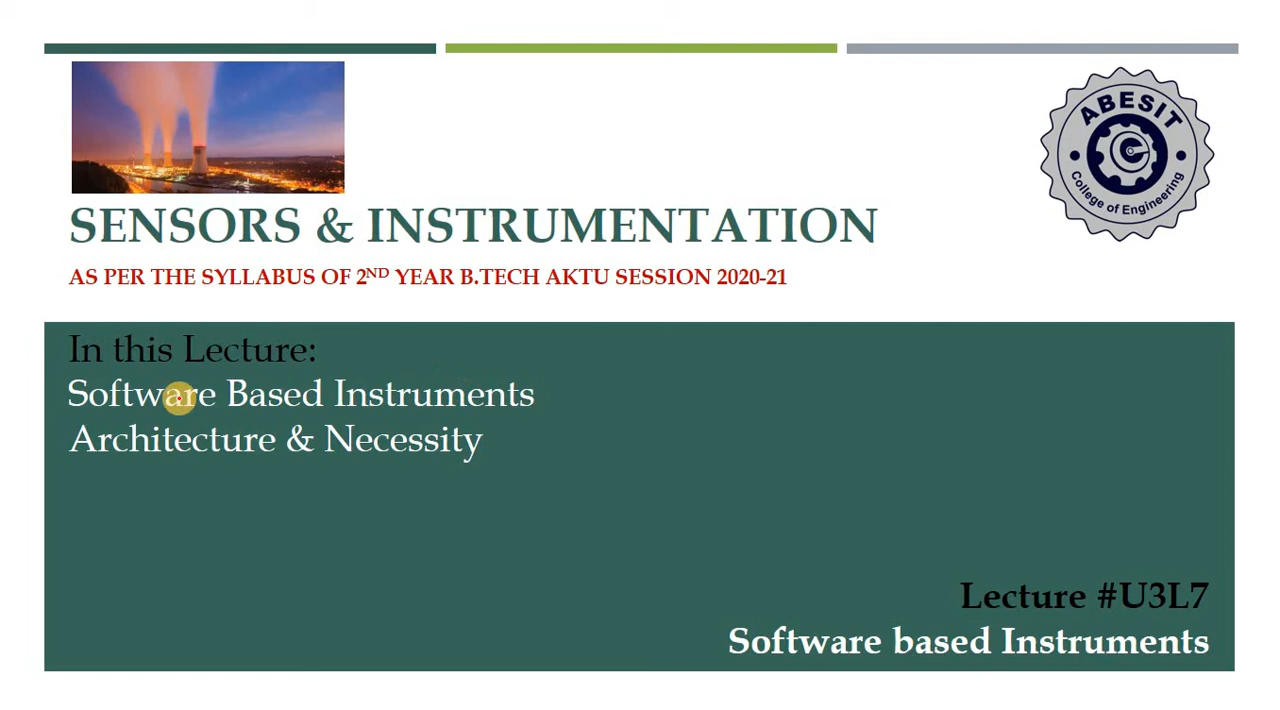 ABESIT
College of Engineering
SENSORS & INSTRUMENTATION
AS PER THE SYLLABUS OF 2ND YEAR B.TECH AKTU SESSION 2020-21
In this Lecture:
Software Based Instruments
Architecture & Necessity
Lecture #U3L7
Software based Instruments